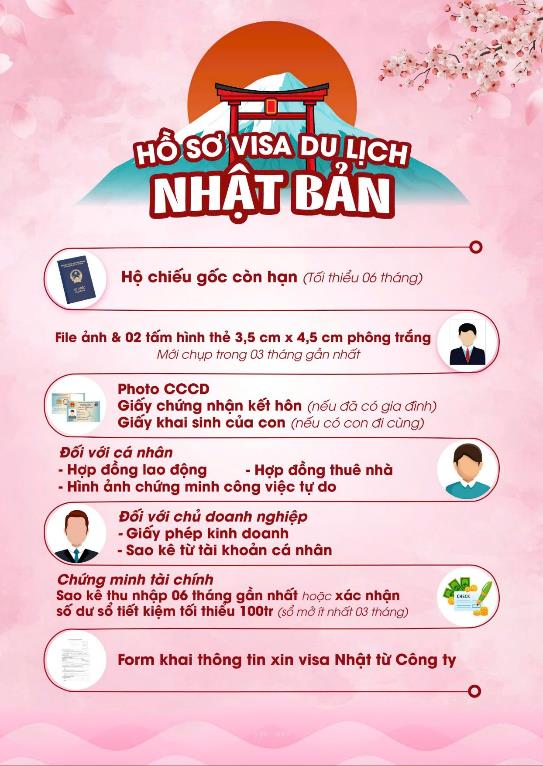 HỒ SƠ VISA DU LỊCH
NHẬT BẢN
Hộ chiếu gốc còn hạn (Tối thiểu 06 tháng)
File ảnh & 02 tấm hình thẻ 3,5 cm x 4,5 cm phông trắng
Mới chụp trong 03 tháng gần nhất
Photo CCCD
Giấy chứng nhận kết hôn (nếu đã có gia đình)
Giấy khai sinh của con (nếu có con đi cùng)
Đối với cá nhân
- Hợp đồng lao động - Hợp đồng thuê nhà
- Hình ảnh chứng minh công việc tự do
Đối với chủ doanh nghiệp
- Giấy phép kinh doanh
- Sao kê từ tài khoản cá nhân
Chứng minh tài chính
Sao kê thu nhập 06 tháng gần nhất hoặc xác nhận
số dư sổ tiết kiệm tối thiểu 100tr (sổ mở ít nhất 03 tháng)
CHECK
Form khai thông tin xin visa Nhật từ Công ty